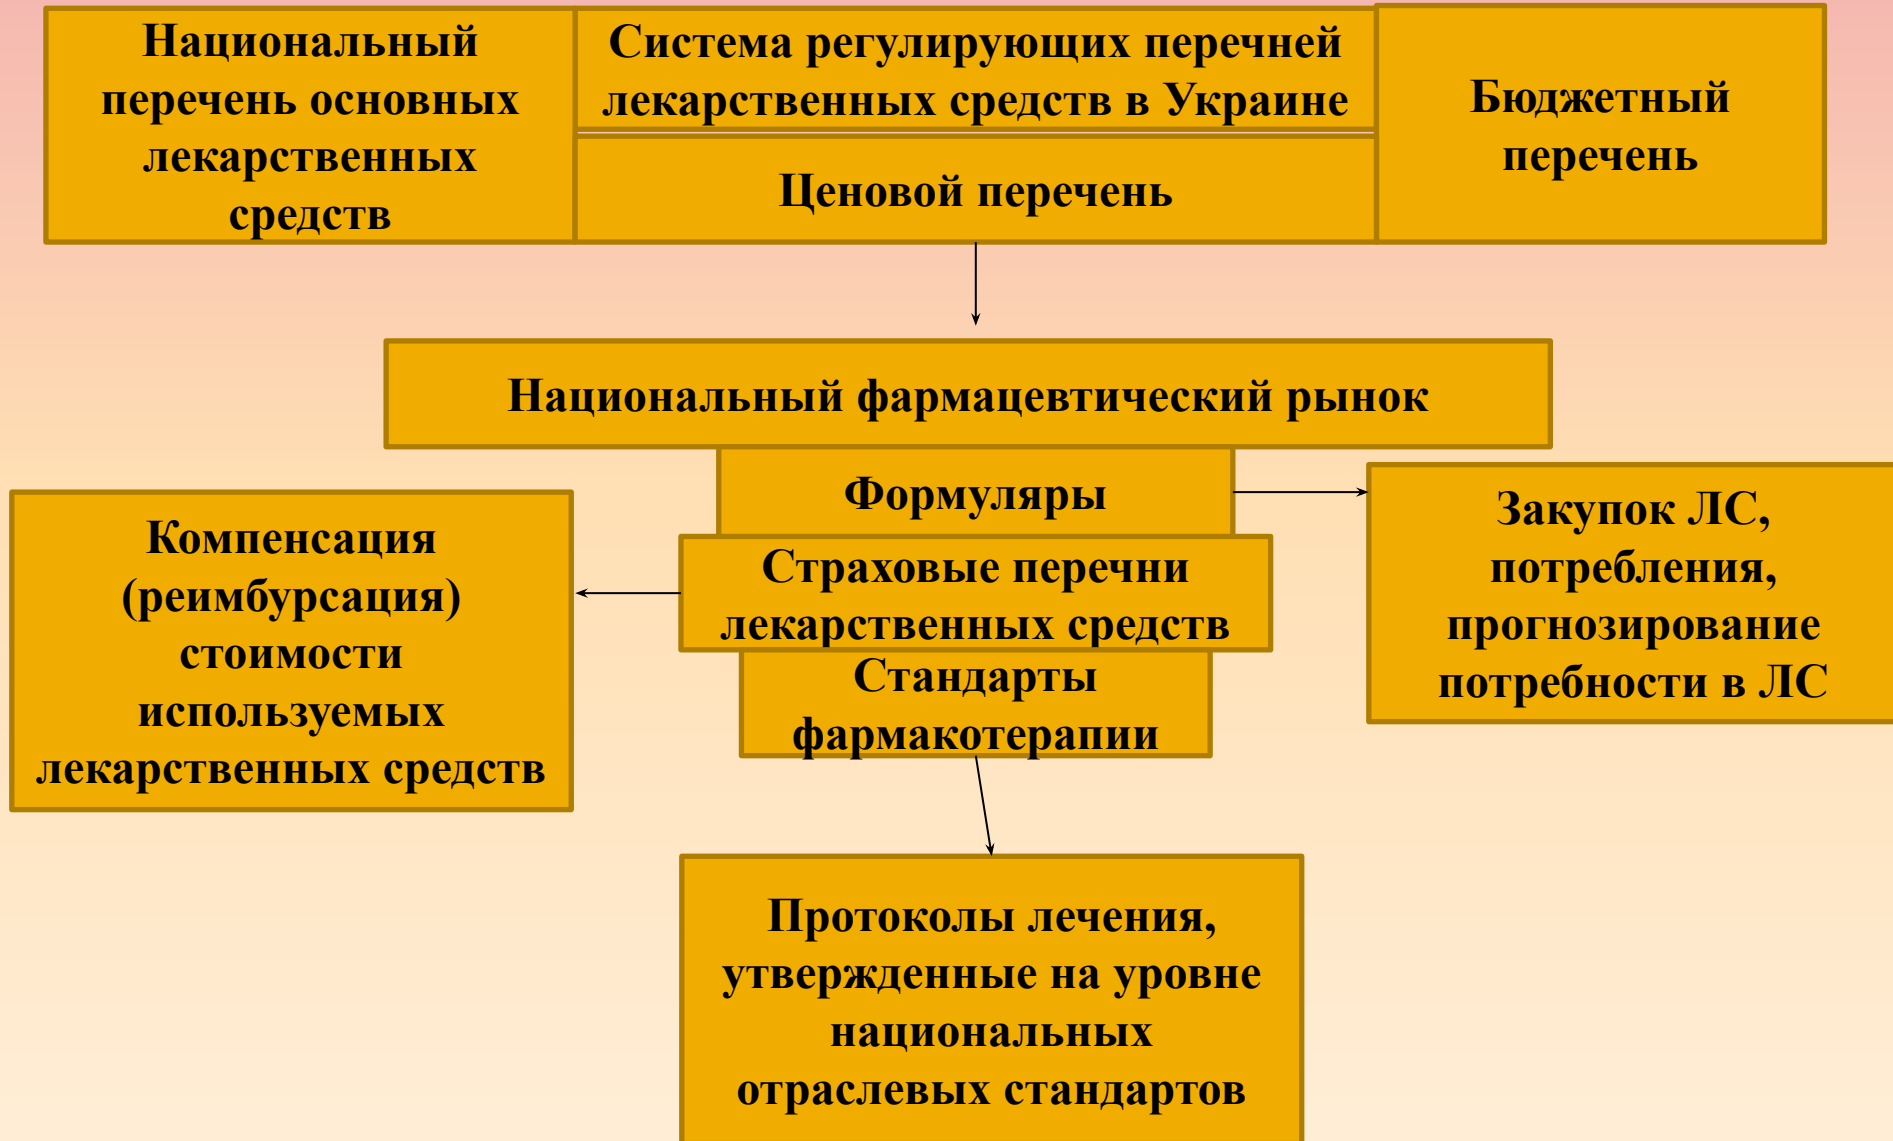 Национальный
перечень основных
лекарственных
средств
Система регулирующих перечней
лекарственных средств в Украине
Ценовой перечень
Бюджетный
перечень
Национальный фармацевтический рынок
Формуляры
Страховые перечни
лекарственных средств
Стандарты
фармакотерапии
Компенсация
(реимбурсация)
стоимости
используемых
лекарственных средств
Закупок ЛС,
потребления,
прогнозирование
потребности в ЛС
Протоколы лечения,
утвержденные на уровне
национальных
отраслевых стандартов